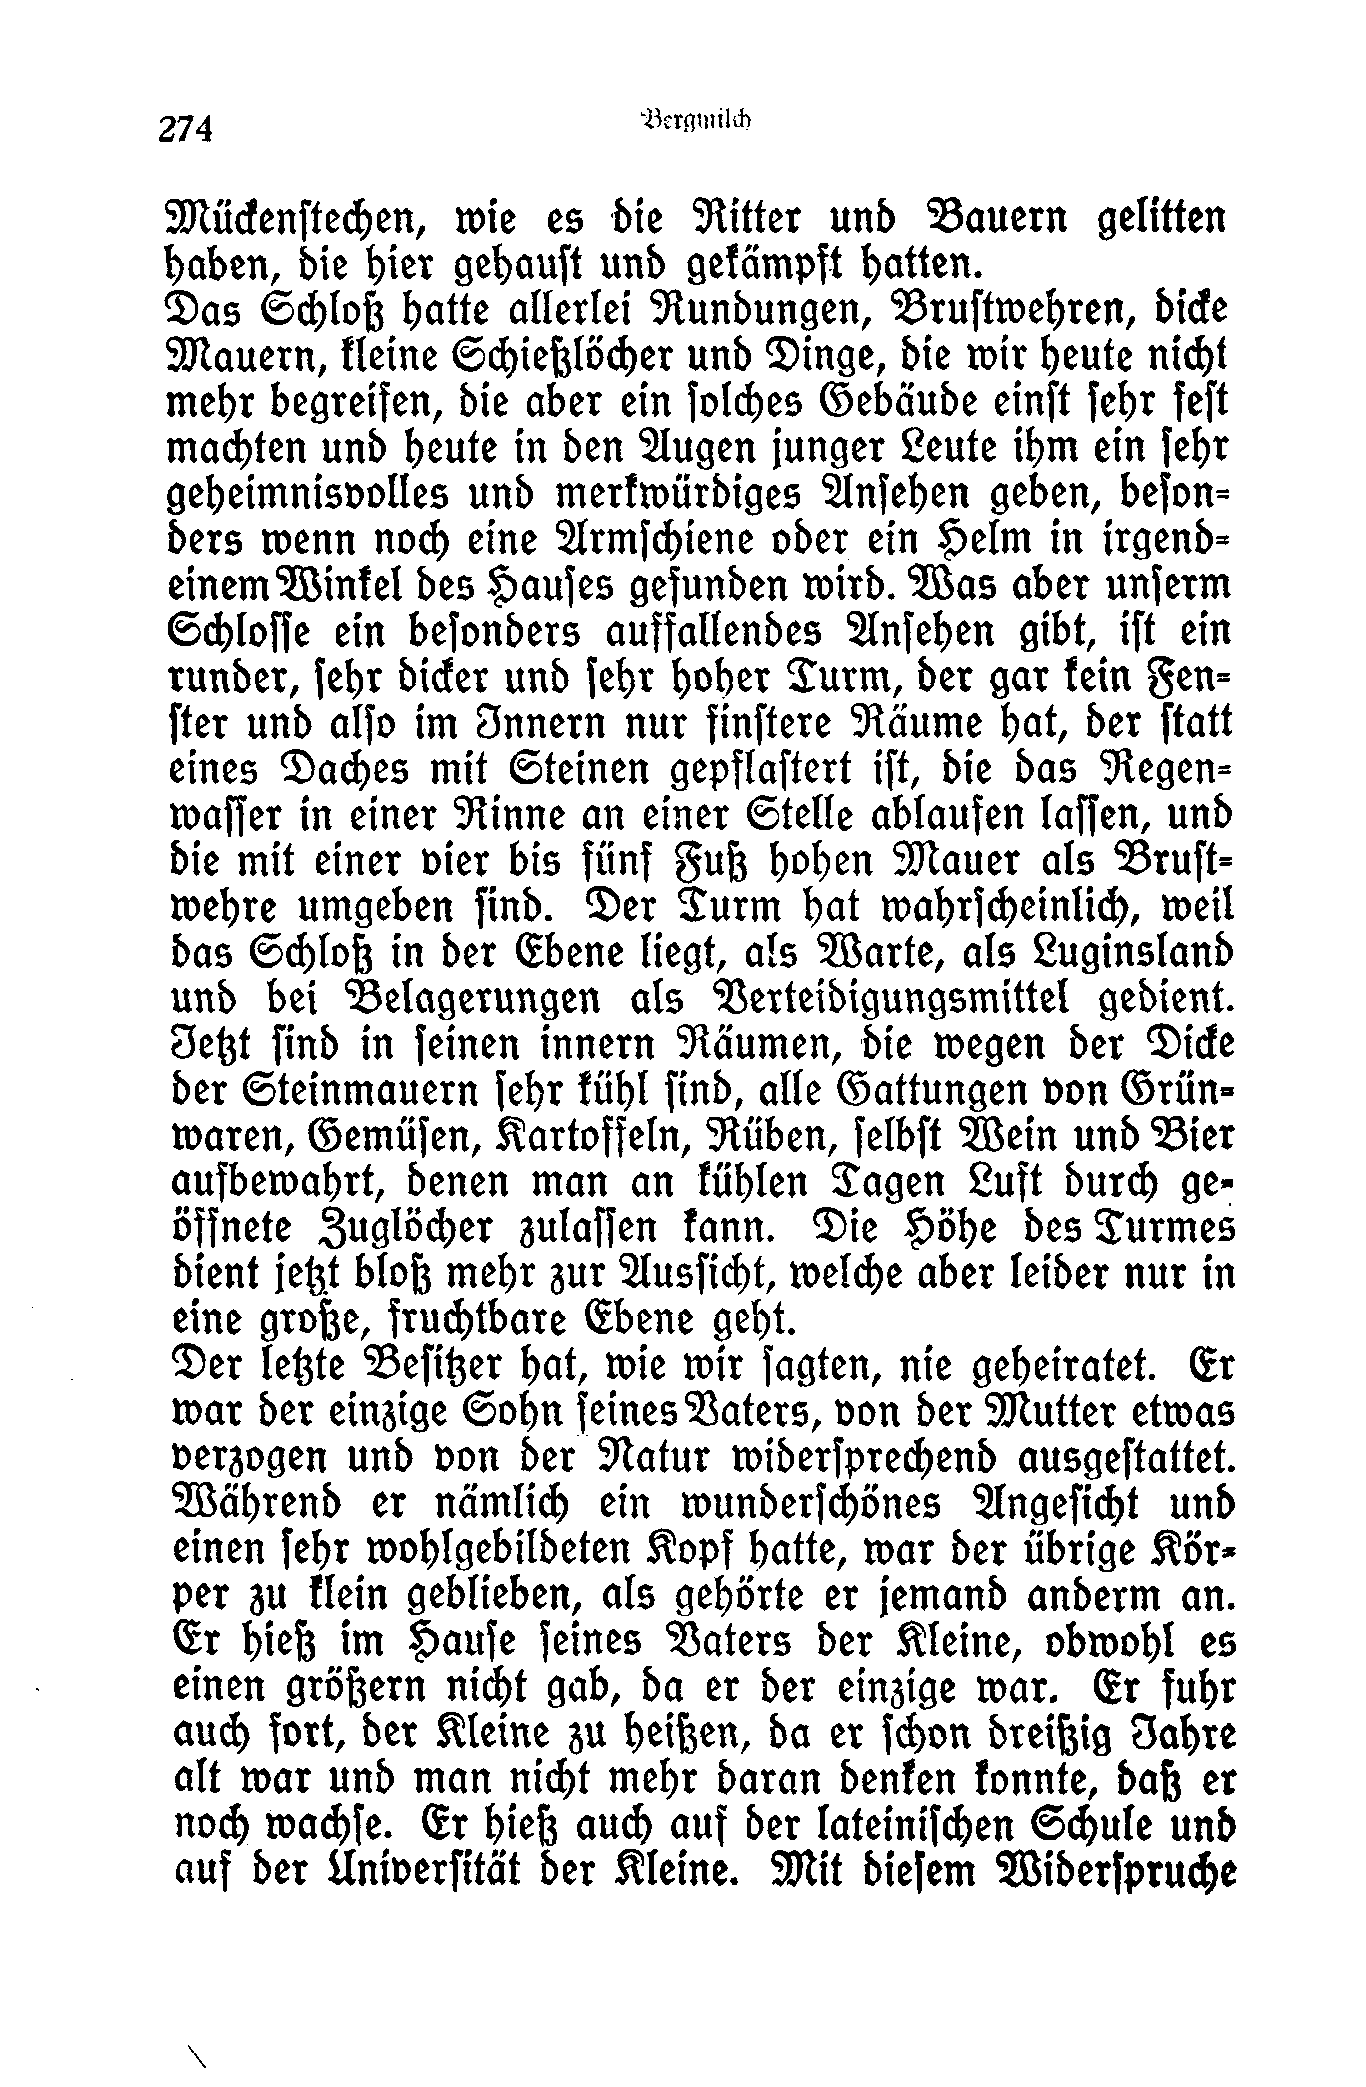 274
Bergmilch
Mückenstechen, wie es die Ritter und Bauern gelitten
haben, die hier gehaust und gekämpft hatten.
Das Schloß hatte allerlei Rundungen, Brustwehren, dicke
Mauern, kleine Schießlöcher und Dinge, die wir heute nicht
mehr begreifen, die aber ein solches Gebäude einst sehr fest
machten und heute in den Augen junger Leute ihm ein sehr
geheimnisvolles und merkwürdiges Ansehen geben, beson-
ders wenn noch eine Armschiene oder ein Helm in irgend-
einem Winkel des Hauses gefunden wird. Was aber unserm
Schlosse ein besonders auffallendes Ansehen gibt, ist ein
runder, sehr dicker und sehr hoher Turm, der gar kein Fen-
ster und also im Innern nur finstere Räume hat, der statt
eines Daches mit Steinen gepflastert ist, die das Regen-
wasser in einer Rinne an einer Stelle ablaufen lassen, und
die mit einer vier bis fünf Fuß hohen Mauer als Brust-
wehre umgeben sind. Der Turm hat wahrscheinlich, weil
das Schloß in der Ebene liegt, als Warte, als Luginsland
und bei Belagerungen als Verteidigungsmittel gedient.
Jetzt sind in seinen innern Räumen, die wegen der Dicke
der Steinmauern sehr kühl sind, alle Gattungen von Grün-
waren, Gemüsen, Kartoffeln, Rüben, selbst Wein und Bier
aufbewahrt, denen man an kühlen Tagen Luft durch ge-
öffnete Zuglöcher zulassen kann. Die Höhe des Turmes
dient jetzt bloß mehr zur Aussicht, welche aber leider nur in
eine große, fruchtbare Ebene geht.
Der letzte Besitzer hat, wie wir sagten, nie geheiratet. Er
war der einzige Sohn seines Vaters, von der Mutter etwas
verzogen und von der Natur widersprechend ausgestattet.
Während er nämlich ein wunderschönes Angesicht und
einen sehr wohlgebildeten Kopf hatte, war der übrige Kör-
per zu klein geblieben, als gehörte er jemand anderm an.
Er hieß im Hause seines Vaters der Kleine, obwohl es
einen größern nicht gab, da er der einzige war. Er fuhr
auch fort, der Kleine zu heißen, da er schon dreißig Jahre
alt war und man nicht mehr daran denken konnte, daß er
noch wachse. Er hieß auch auf der lateinischen Schule und
auf der Universität der Kleine. Mit diesem Widerspruche